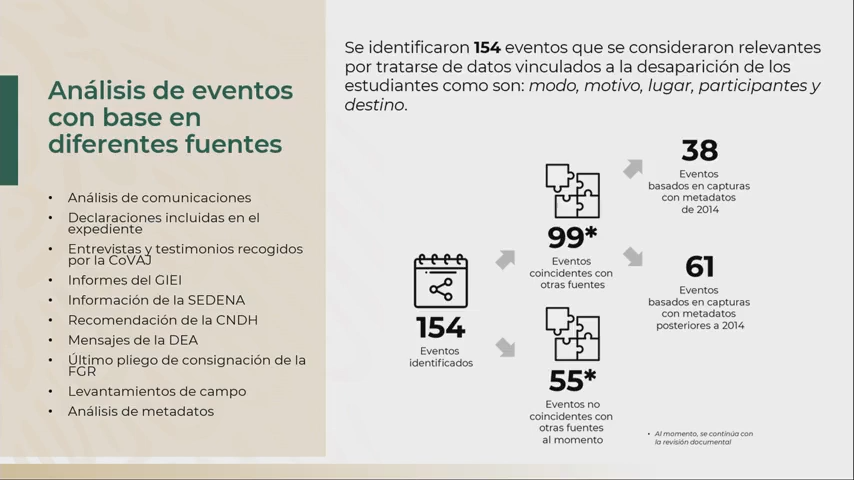 Análisis de eventos
con base en
diferentes fuentes
• Análisis de comunicaciones
• Declaraciones incluidas en el
expediente
• Entrevistas y testimonios recogidos
por la CoVAJ
• Informes del GIEI
• Información de la SEDENA
• Recomendación de la CNDH
• Mensajes de la DEA
• Último pliego de consignación de la
FGR
• Levantamientos de campo
• Análisis de metadatos
Se identificaron 154 eventos que se consideraron relevantes
por tratarse de datos vinculados a la desaparición de los
estudiantes como son: modo, motivo, lugar, participantes y
destino.
154
Eventos
identificados
99*
Eventos
coincidentes con
otras fuentes
38
Eventos
basados en capturas
con metadatos
de 2014
61
Eventos
basados en capturas
con metadatos
posteriores a 2014
55*
Eventos no
coincidentes con
otras fuentes
al momento
• Al momento, se continúa con
la revisión documental